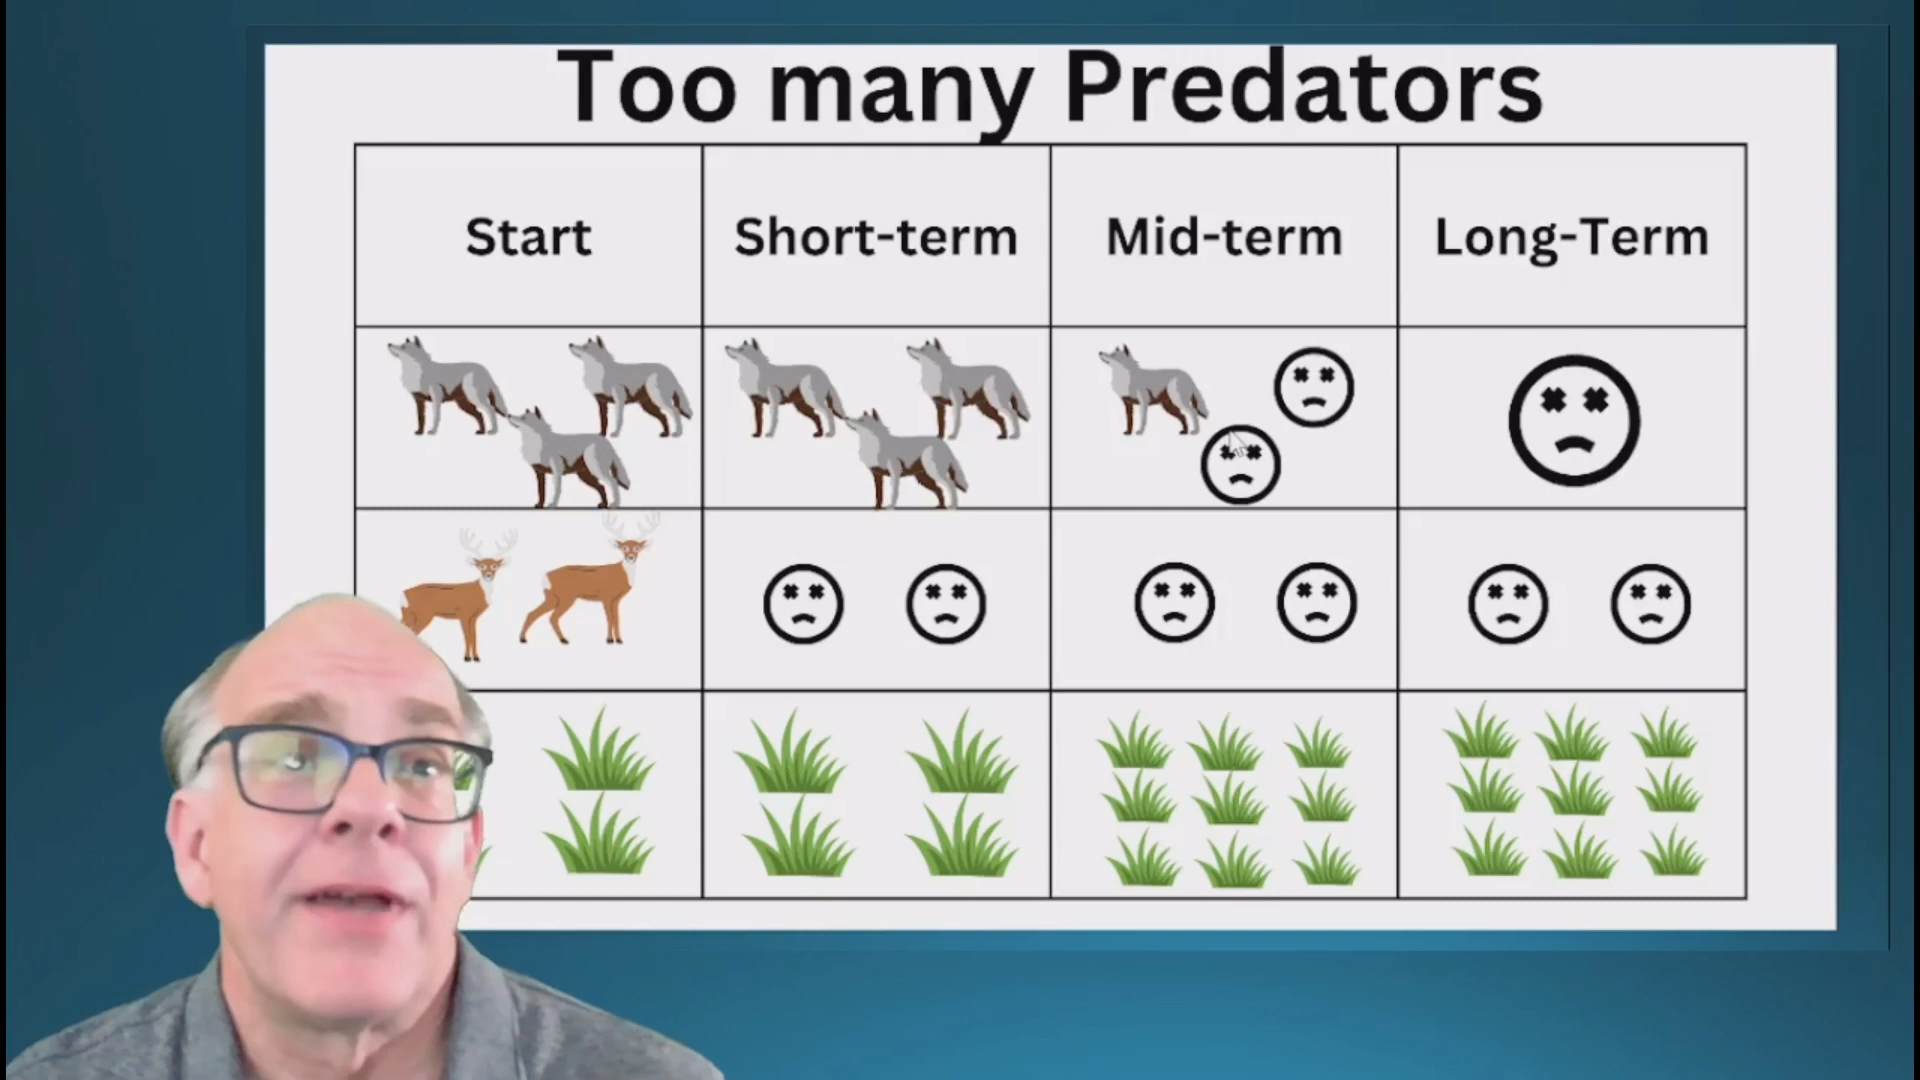 Too many Predators
Start
Short-term
Mid-term
Long-Term